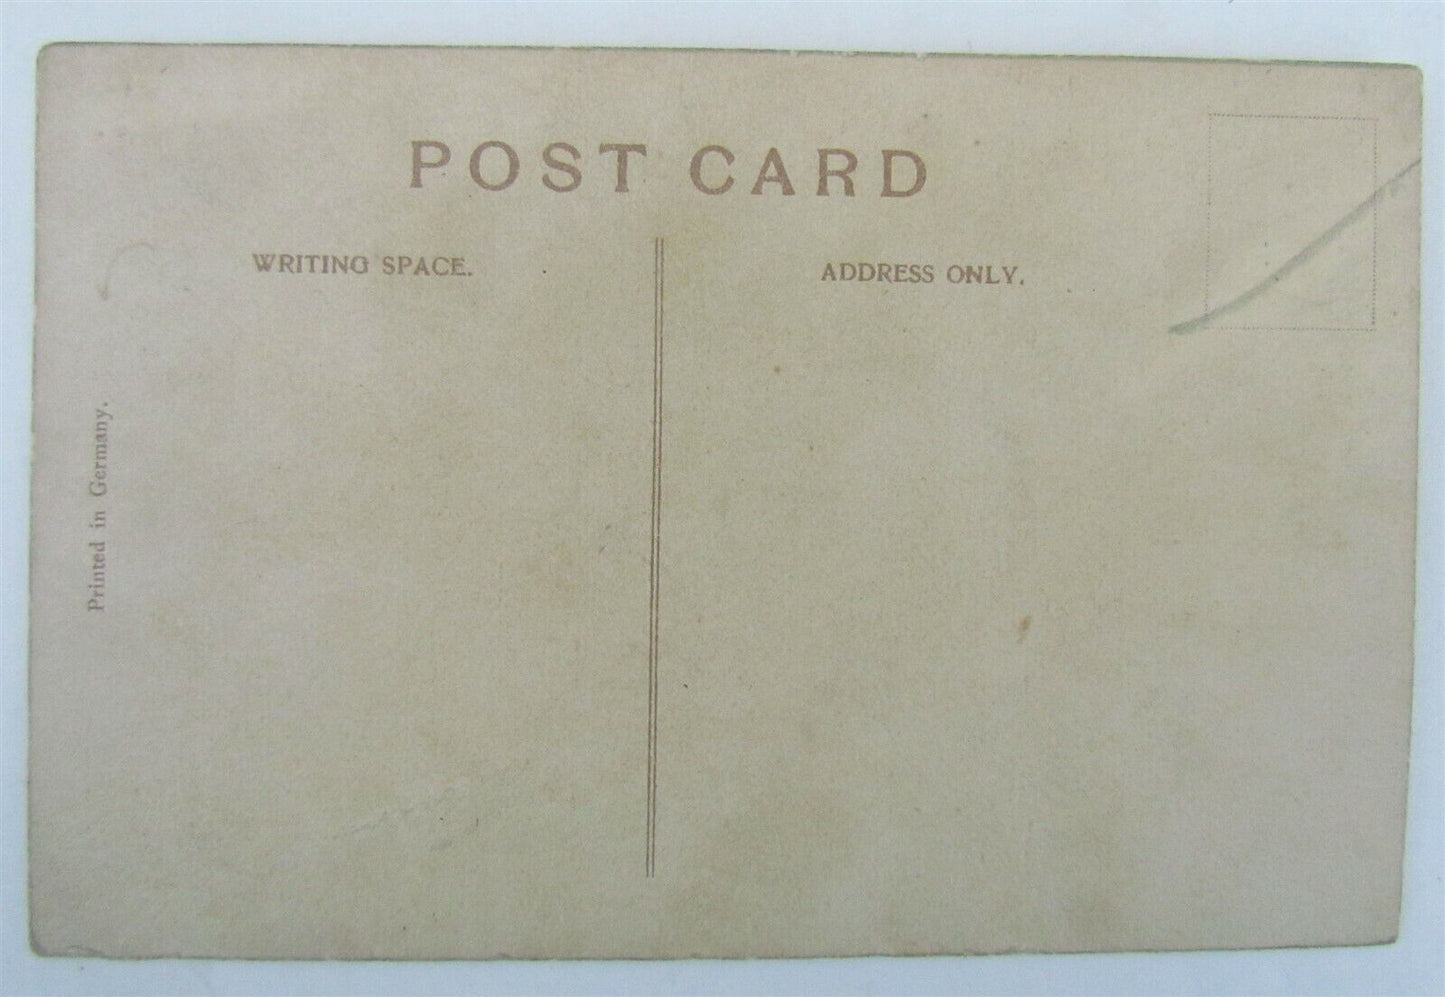 POST CARD
WRITING SPACE.
ADDRESS ONLY.
Printed in Germany.